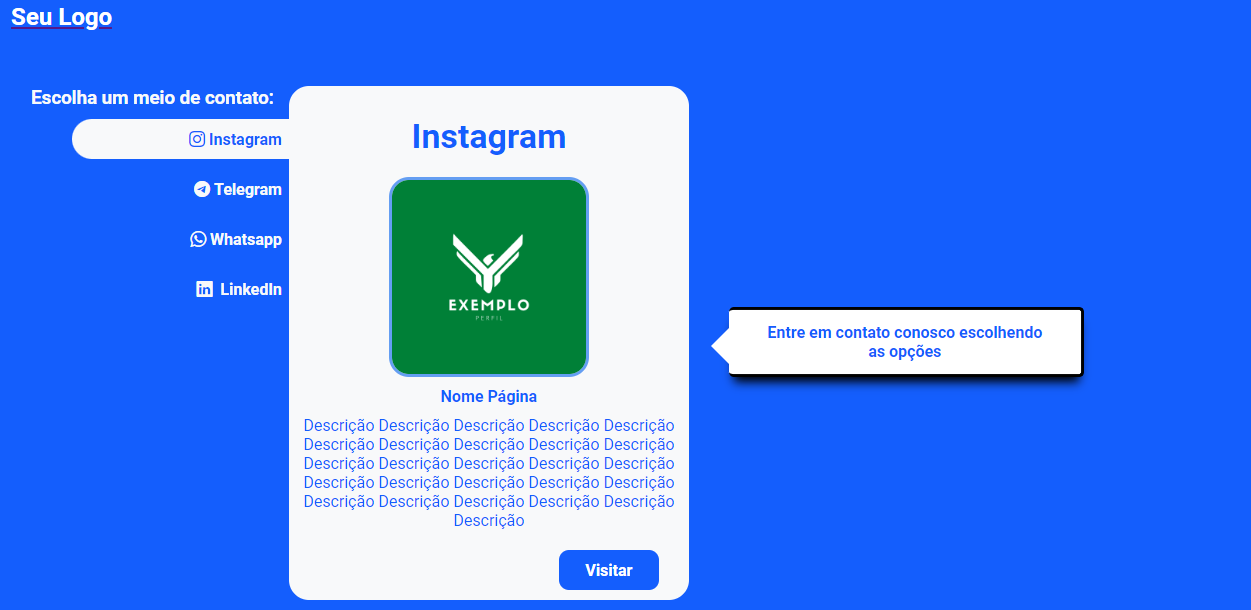 Seu Logo
Escolha um meio de contato:
Instagram
Telegram
Whatsapp
LinkedIn
Instagram
EXEMPLO
PERFIL
Nome Página
Descrição Descrição Descrição Descrição Descrição
Descrição Descrição Descrição Descrição Descrição
Descrição Descrição Descrição Descrição Descrição
Descrição Descrição Descrição Descrição Descrição
Descrição Descrição Descrição Descrição Descrição
Descrição
Visitar
Entre em contato conosco escolhendo
as opções